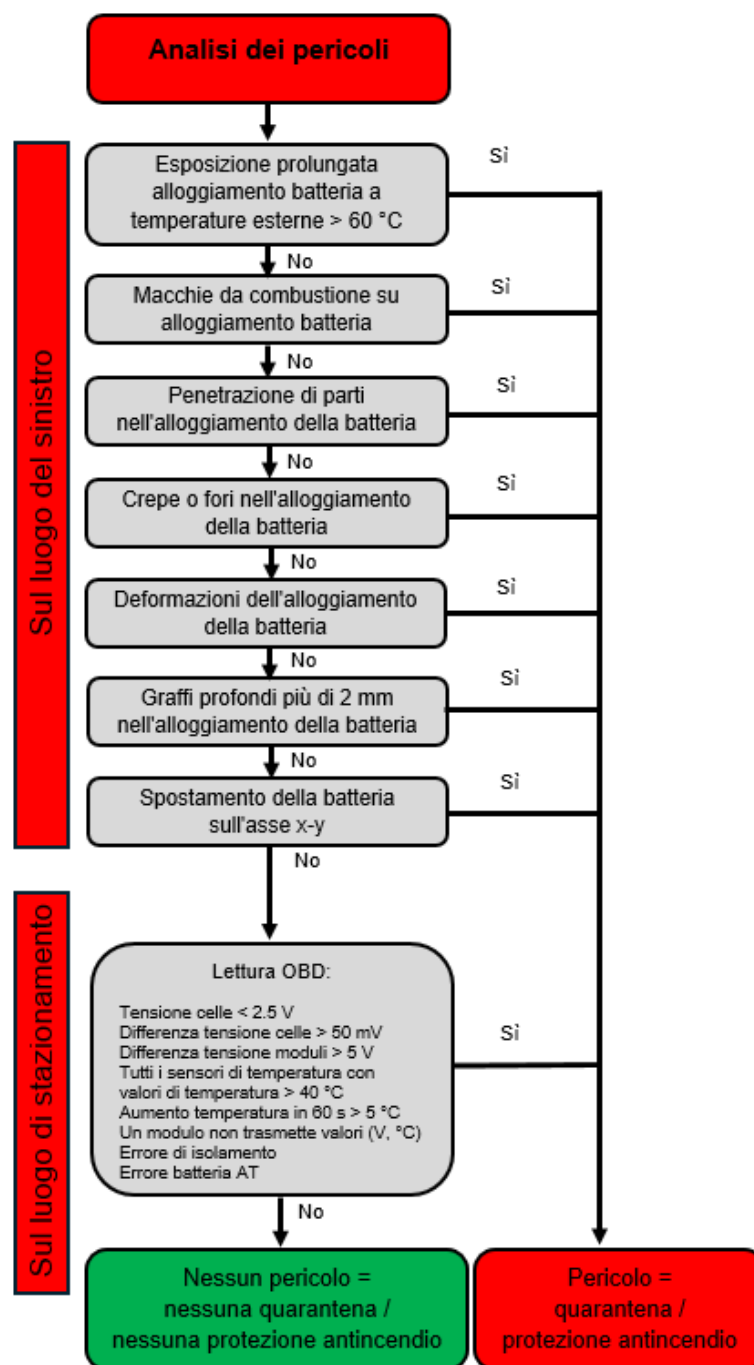 Analisi dei pericoli
Sul luogo del sinistro
Esposizione prolungata
alloggiamento batteria a
temperature esterne > 60 °C
Sì
No
Macchie da combustione su
alloggiamento batteria
Sì
No
Penetrazione di parti
nell'alloggiamento della batteria
Sì
No
Crepe o fori nell'alloggiamento
della batteria
Sì
No
Deformazioni dell'alloggiamento
della batteria
Sì
No
Graffi profondi più di 2 mm
nell'alloggiamento della batteria
Sì
No
Spostamento della batteria
sull'asse x-y
Sì
No
Sul luogo di stazionamento
Lettura OBD:
Tensione celle < 2.5 V
Differenza tensione celle > 50 mV
Differenza tensione moduli > 5 V
Tutti i sensori di temperatura con
valori di temperatura > 40 °C
Aumento temperatura in 60 s > 5 °C
Un modulo non trasmette valori (V, °C)
Errore di isolamento
Errore batteria AT
Sì
No
Nessun pericolo =
nessuna quarantena /
nessuna protezione antincendio
Pericolo =
quarantena /
protezione antincendio